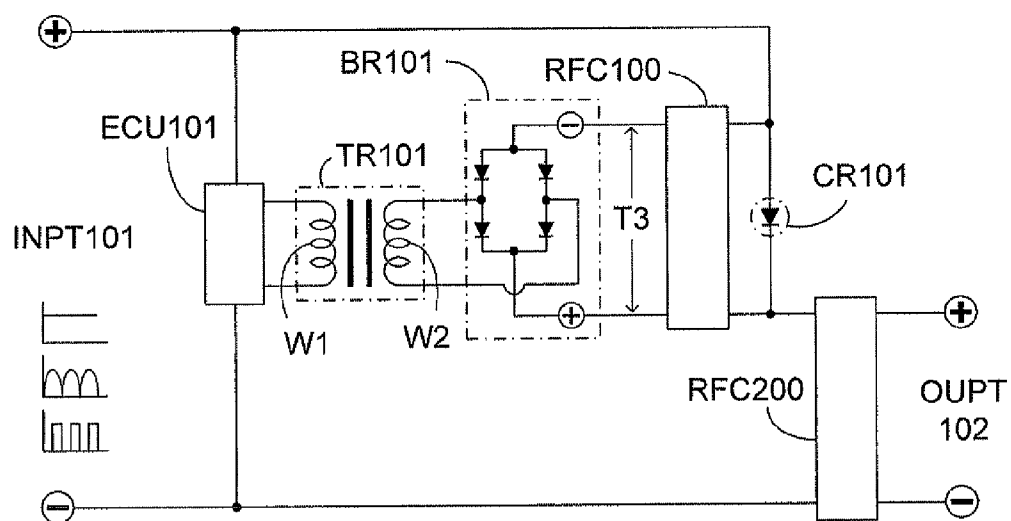 BR101
RFC100
ECU101
TR101
CR101
INPT101
T3
W1
W2
RFC200
OUPT
102